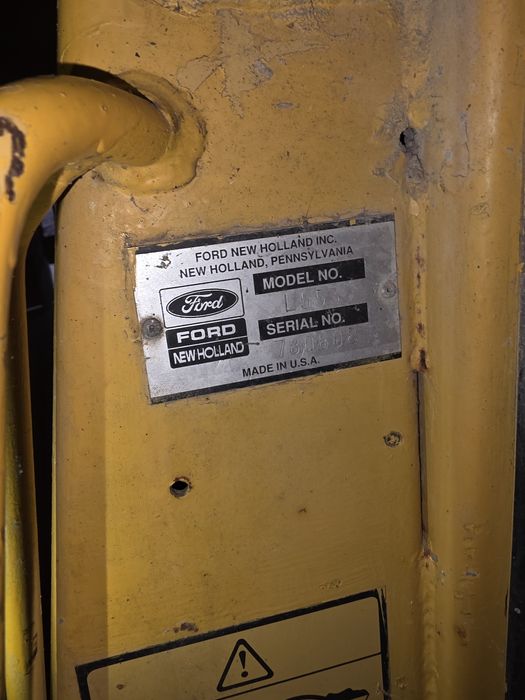 FORD NEW HOLLAND INC.
NEW HOLLAND, PENNSYLVANIA
MODEL NO.
Ford
FORD
SERIAL NO.
NEW HOLLAND
MADE IN U.S.A.